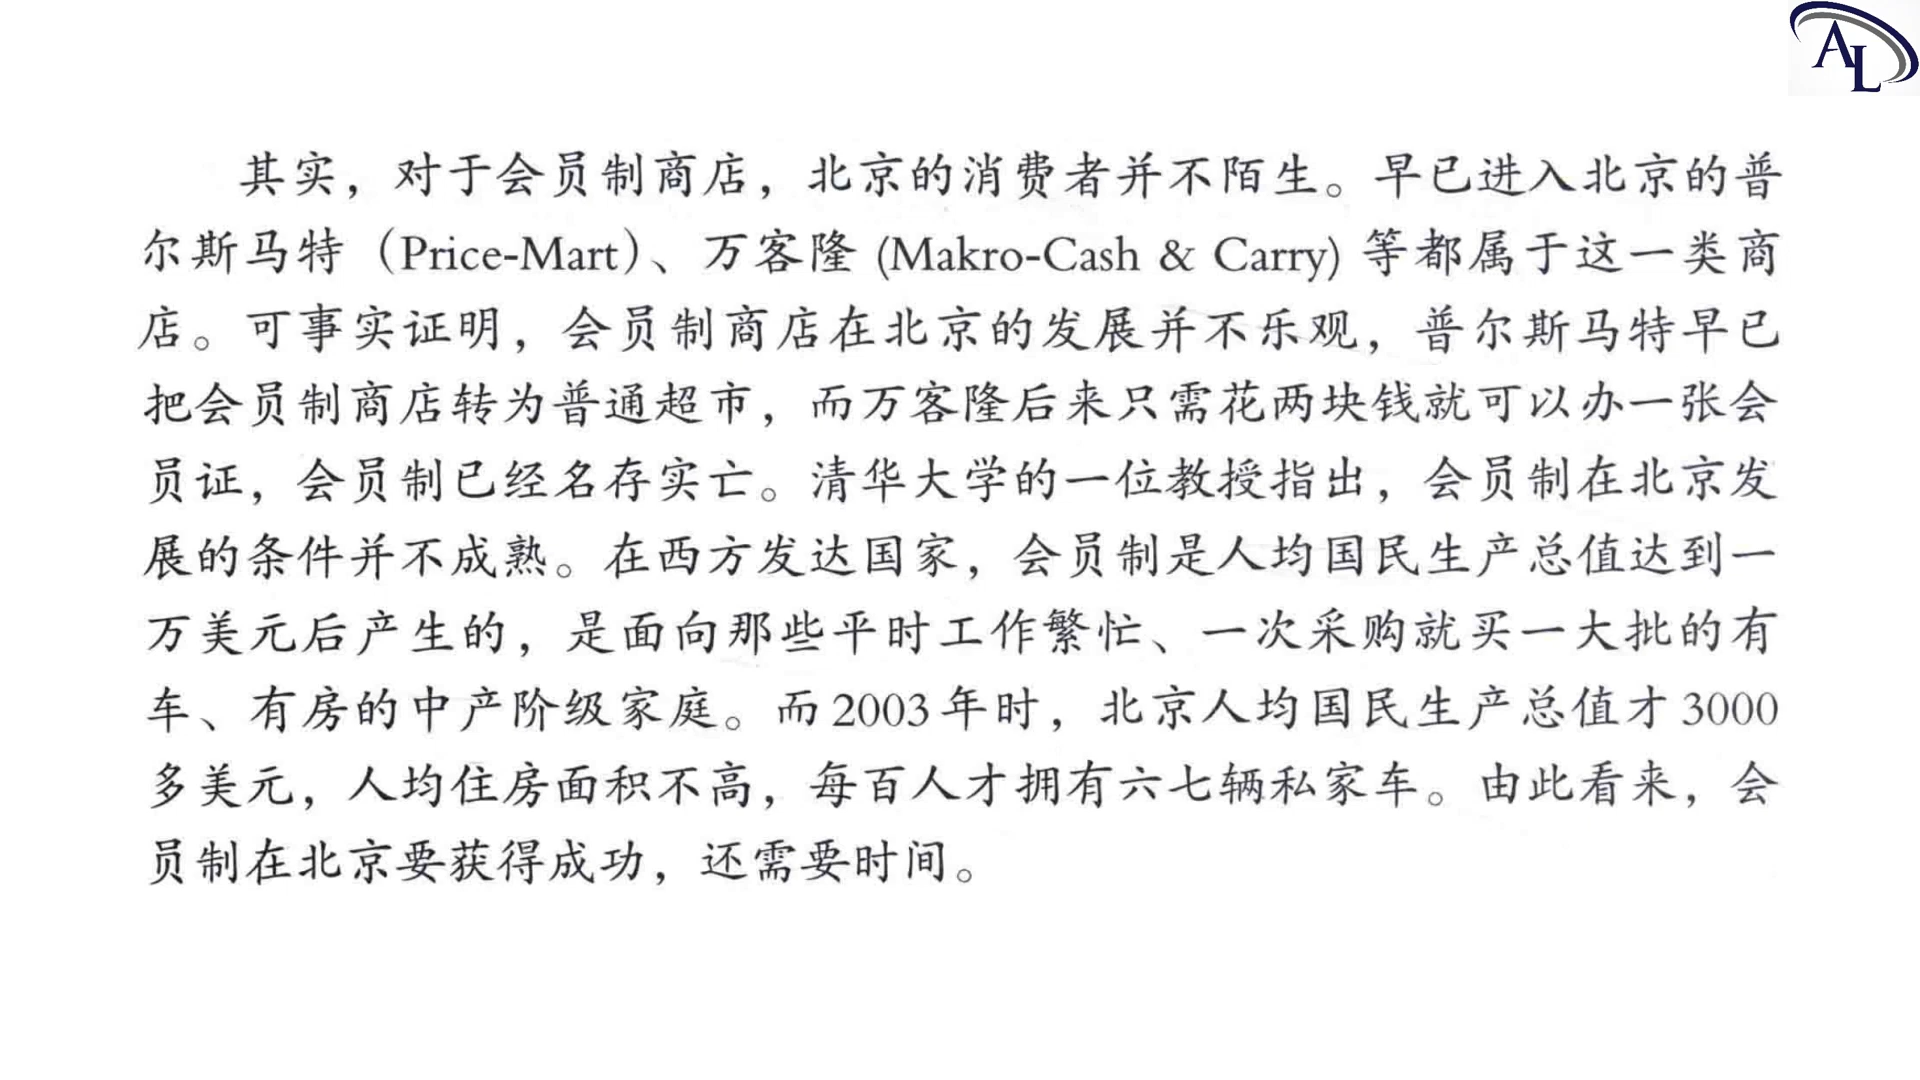 AL
其实，对于会员制商店，北京的消费者并不陌生。早已进入北京的普
尔斯马特（Price-Mart）、万客隆 (Makro-Cash & Carry) 等都属于这一类商
店。可事实证明，会员制商店在北京的发展并不乐观，普尔斯马特早已
把会员制商店转为普通超市，而万客隆后来只需花两块钱就可以办一张会
员证，会员制已经名存实亡。清华大学的一位教授指出，会员制在北京发
展的条件并不成熟。在西方发达国家，会员制是人均国民生产总值达到一
万美元后产生的，是面向那些平时工作繁忙、一次采购就买一大批的有
车、有房的中产阶级家庭。而2003年时，北京人均国民生产总值才3000
多美元，人均住房面积不高，每百人才拥有六七辆私家车。由此看来，会
员制在北京要获得成功，还需要时间。